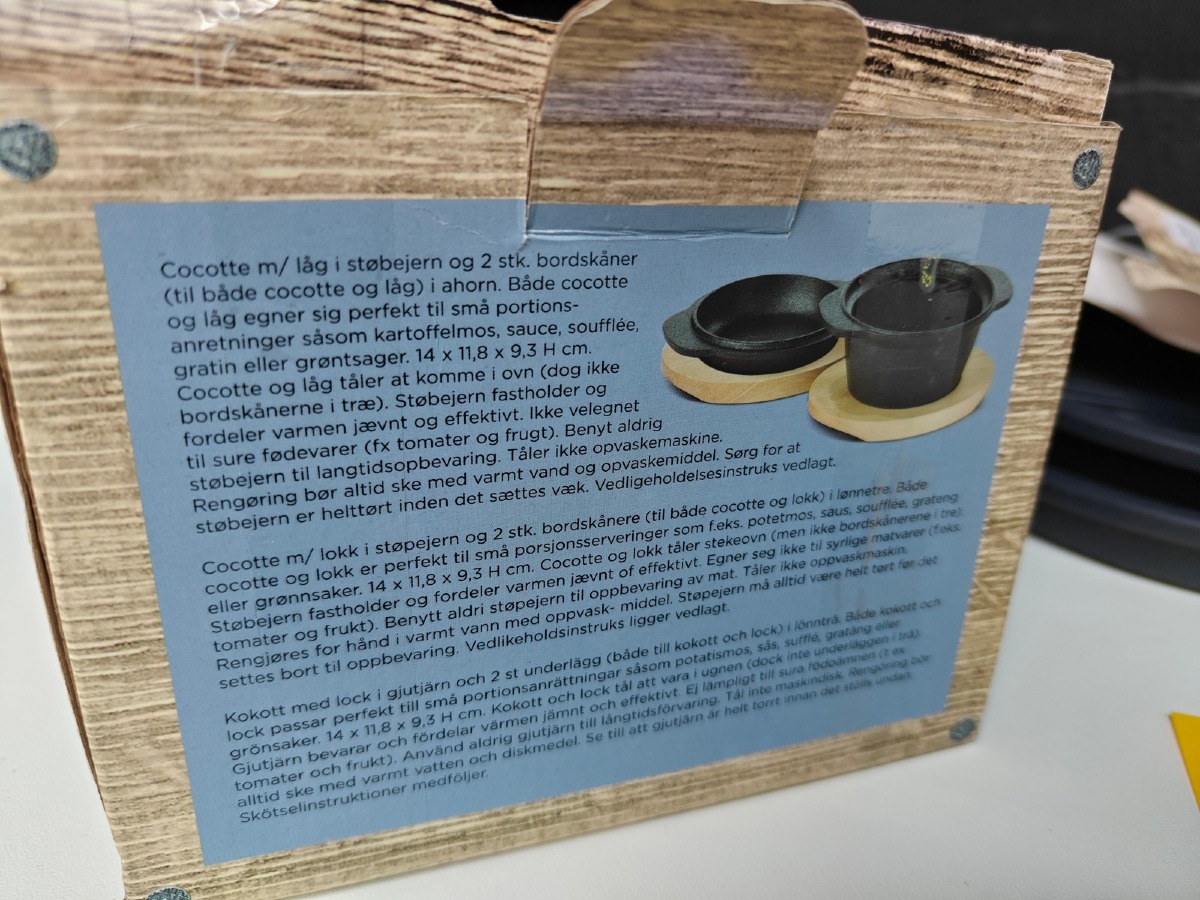 Cocotte m/ låg i støbejern og 2 stk. bordskåner
(til både cocotte og låg) i ahorn. Både cocotte
og låg egner sig perfekt til små portions-
anretninger såsom kartoffelmos, sauce, soufflée,
gratin eller grøntsager. 14 x 11,8 x 9,3 H cm.
Cocotte og låg tåler at komme i ovn (dog ikke
bordskånerne i træ). Støbejern fastholder og
fordeler varmen jævnt og effektivt. Ikke velegnet
til sure fødevarer (fx tomater og frugt). Benyt aldrig
støbejern til langtidsopbevaring. Tåler ikke opvaskemaskine.
Rengøring bør altid ske med varmt vand og opvaskemiddel. Sørg for at
støbejern er helttørt inden det sættes væk. Vedligeholdelsesinstruks vedlagt.
Cocotte m/ lokk i støpejern og 2 stk. bordskånere (til både cocotte og lokk) i lønnetre. Både
cocotte og lokk er perfekt til små porsjonsserveringer som f.eks. potetmos, saus, soufflée, grateng
eller grønnsaker. 14 x 11,8 x 9,3 H cm. Cocotte og lokk tåler stekeovn (men ikke bordskånerene i tre).
Støbejern fastholder og fordeler varmen jævnt of effektivt. Egner seg ikke til syrlige matvarer (f.eks.
tomater og frukt). Benytt aldri støpejern til oppbevaring av mat. Tåler ikke oppvaskmaskin.
Rengjøres for hånd i varmt vann med oppvask- middel. Støpejern må alltid være helt tørt før det
settes bort til oppbevaring. Vedlikeholdsinstruks ligger vedlagt.
Kokott med lock i gjutjärn och 2 st underlägg (både till kokott och lock) i lönnträ. Både kokott och
lock passar perfekt till små portionsanrättningar såsom potatismos, sås, sufflé, gratäng eller
grönsaker. 14 x 11,8 x 9,3 H cm. Kokott och lock tål att vara i ugnen (dock inte underläggen i trä).
Gjutjärn bevarar och fördelar värmen jämnt och effektivt. Ej lämpligt till sura födoämnen (t ex
tomater och frukt). Använd aldrig gjutjärn till långtidsförvaring. Tål inte maskindisk. Rengöring bör
alltid ske med varmt vatten och diskmedel. Se till att gjutjärn är helt torrt innan det ställs undan.
Skötselinstruktioner medföljer.